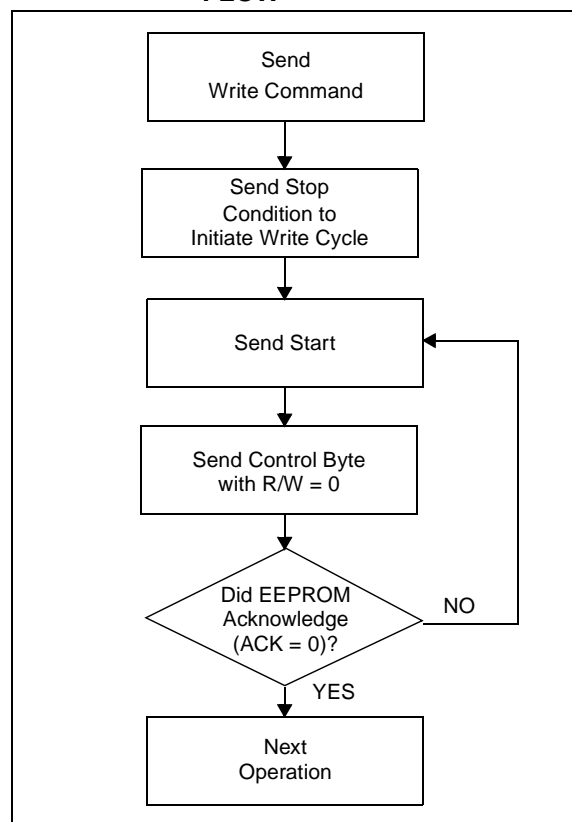 FLOW
Send
Write Command
Send Stop
Condition to
Initiate Write Cycle
Send Start
Send Control Byte
with R/W = 0
Did EEPROM
Acknowledge
(ACK = 0)?
NO
YES
Next
Operation